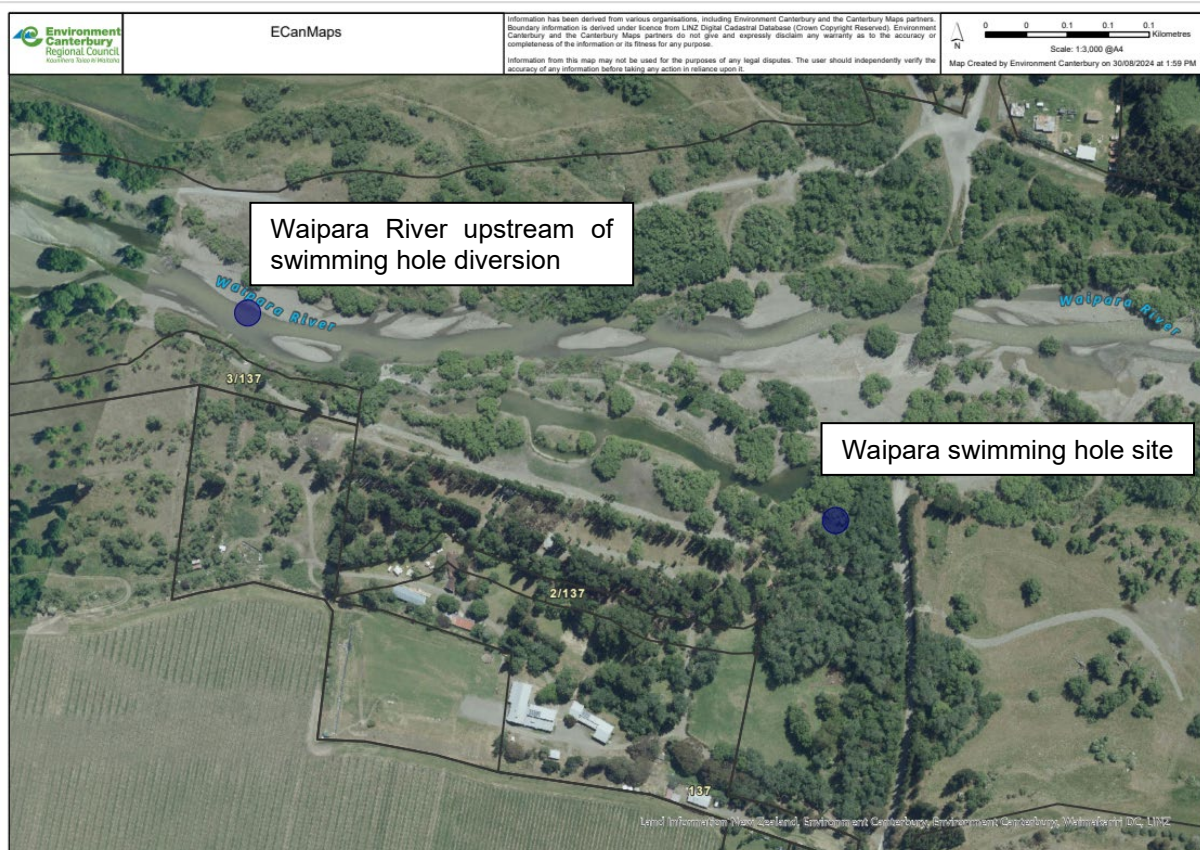 Environment
Canterbury
Regional Council
Kaunihera Taiao ki Waitaha
ECanMaps
Information has been derived from various organisations, including Environment Canterbury and the Canterbury Maps partners.
Boundary information is derived under licence from LINZ Digital Cadastral Database (Crown Copyright Reserved). Environment
Canterbury and the Canterbury Maps partners do not give and expressly disclaim any warranty as to the accuracy or
completeness of the information or its fitness for any purpose.
Information from this map may not be used for the purposes of any legal disputes. The user should independently verify the
accuracy of any information before taking any action in reliance upon it.
N
0 0 0.1 0.1 0.1
Kilometres
Scale: 1:3,000 @A4
Map Created by Environment Canterbury on 30/08/2024 at 1:59 PM
Waipara River upstream of
swimming hole diversion
Waipara River
Waipara River
3/137
Waipara swimming hole site
2/137
137
Land Information New Zealand, Environment Canterbury, Environment Canterbury, Waimakariri DC, LINZ